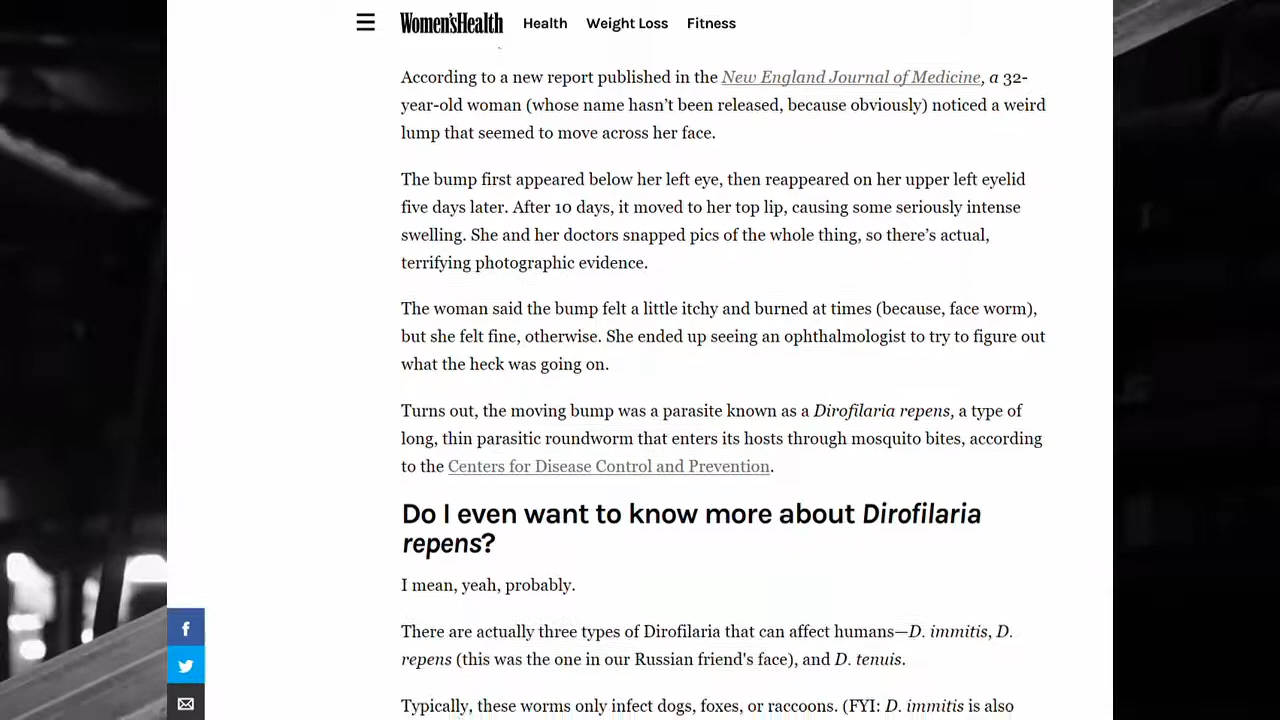 Women'sHealth Health Weight Loss Fitness
According to a new report published in the New England Journal of Medicine, a 32-
year-old woman (whose name hasn’t been released, because obviously) noticed a weird
lump that seemed to move across her face.
The bump first appeared below her left eye, then reappeared on her upper left eyelid
five days later. After 10 days, it moved to her top lip, causing some seriously intense
swelling. She and her doctors snapped pics of the whole thing, so there’s actual,
terrifying photographic evidence.
The woman said the bump felt a little itchy and burned at times (because, face worm),
but she felt fine, otherwise. She ended up seeing an ophthalmologist to try to figure out
what the heck was going on.
Turns out, the moving bump was a parasite known as a Dirofilaria repens, a type of
long, thin parasitic roundworm that enters its hosts through mosquito bites, according
to the Centers for Disease Control and Prevention.
Do I even want to know more about Dirofilaria
repens?
I mean, yeah, probably.
There are actually three types of Dirofilaria that can affect humans—D. immitis, D.
repens (this was the one in our Russian friend's face), and D. tenuis.
Typically, these worms only infect dogs, foxes, or raccoons. (FYI: D. immitis is also